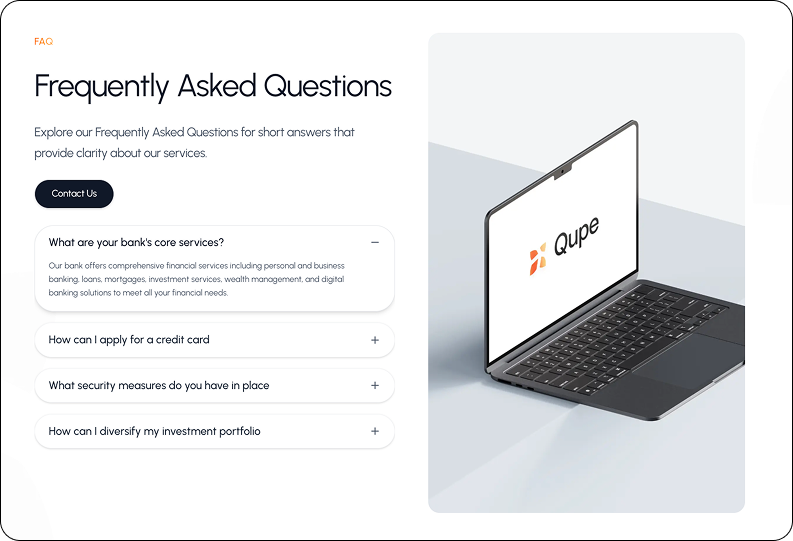 FAQ
Frequently Asked Questions
Explore our Frequently Asked Questions for short answers that
provide clarity about our services.
Contact Us
What are your bank's core services?
Our bank offers comprehensive financial services including personal and business
banking, loans, mortgages, investment services, wealth management, and digital
banking solutions to meet all your financial needs.
How can I apply for a credit card
What security measures do you have in place
How can I diversify my investment portfolio
Qupe